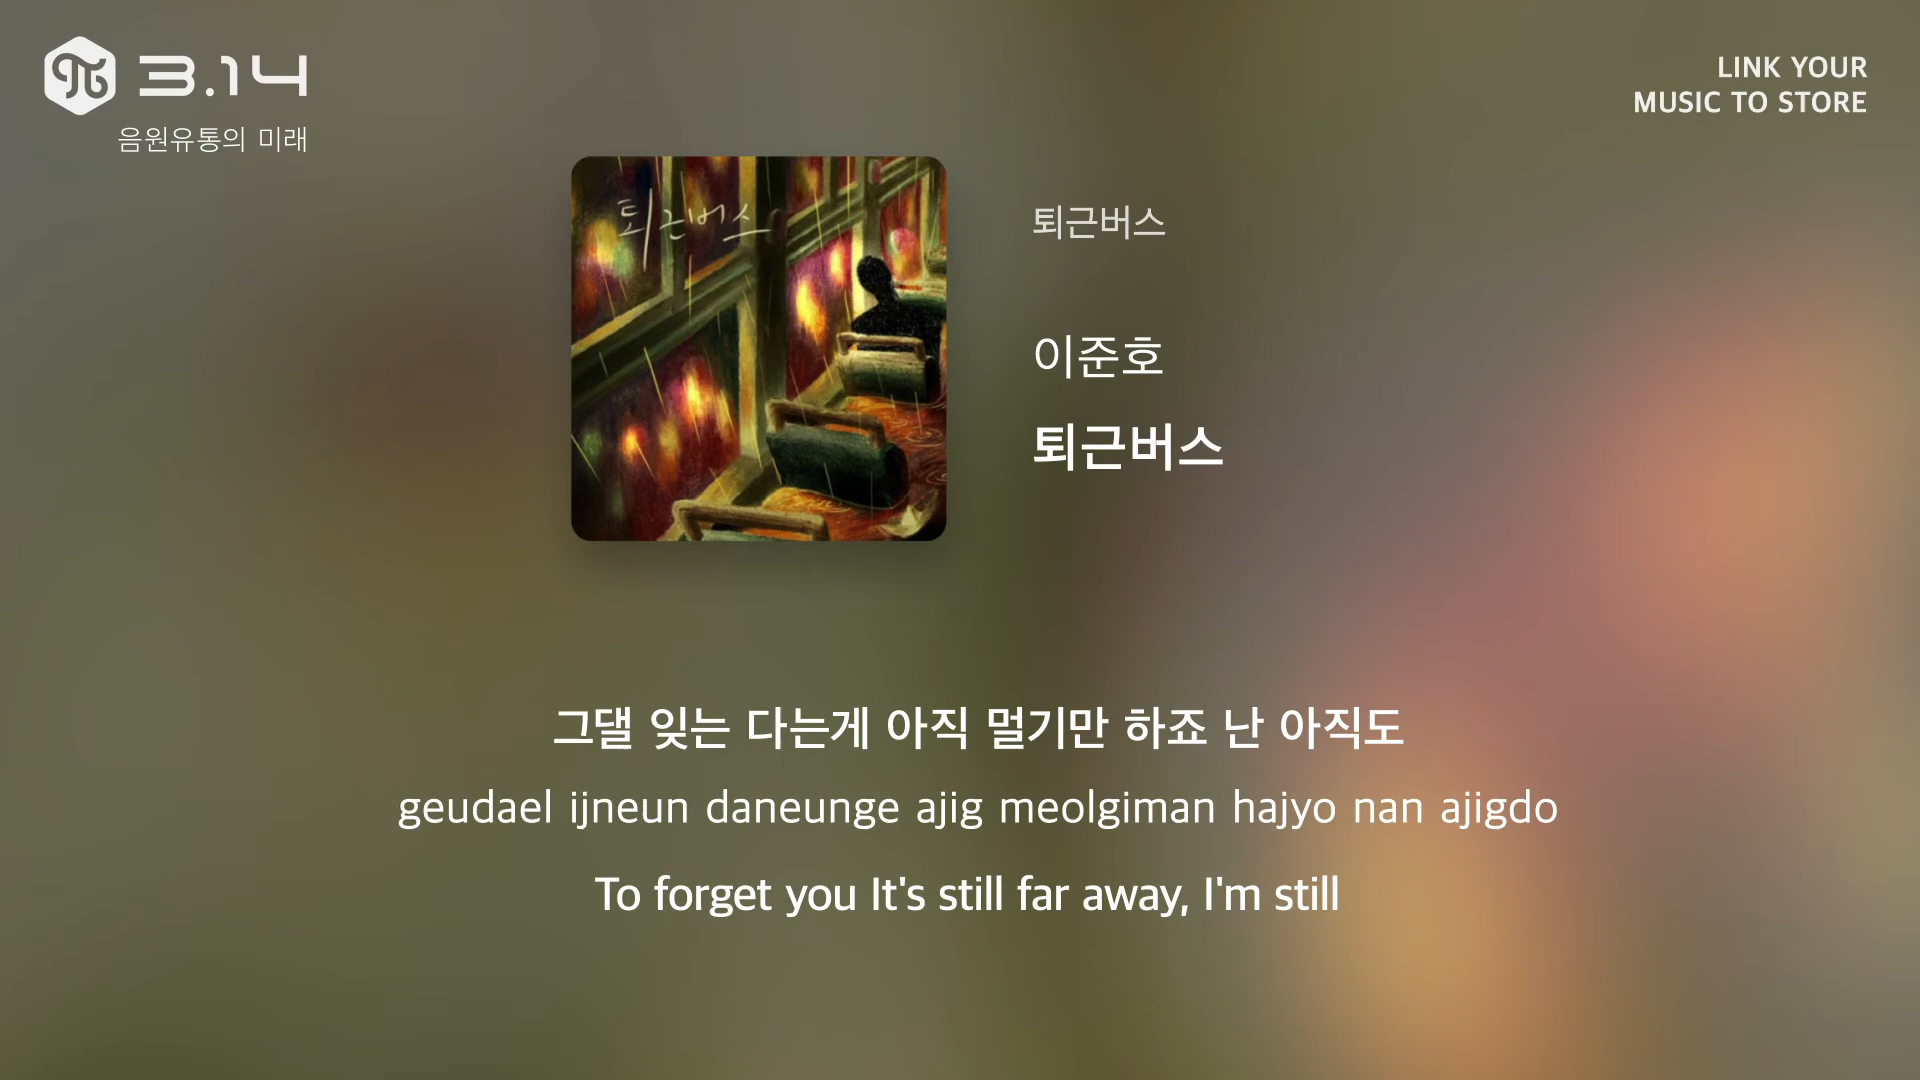 3.14
음원유통의 미래
LINK YOUR
MUSIC TO STORE
퇴근버스
퇴근버스
이준호
퇴근버스
그댈 잊는 다는게 아직 멀기만 하죠 난 아직도
geudael ijneun daneunge ajig meolgiman hajyo nan ajigdo
To forget you It's still far away, I'm still